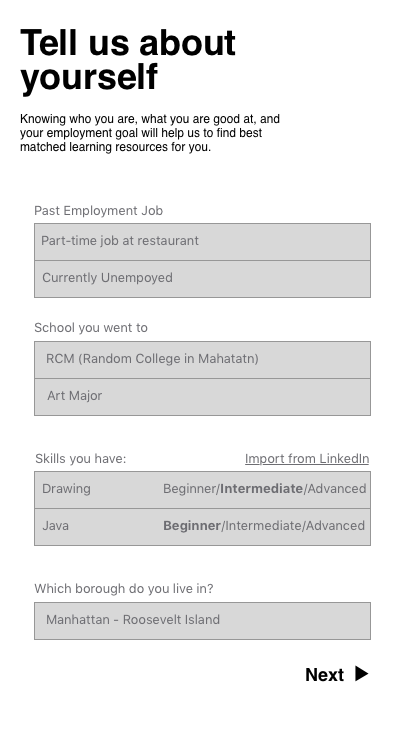 Tell us about
yourself
Knowing who you are, what you are good at, and
your employment goal will help us to find best
matched learning resources for you.
Past Employment Job
Part-time job at restaurant
Currently Unempoyed
School you went to
RCM (Random College in Mahatatn)
Art Major
Skills you have: Import from LinkedIn
Drawing Beginner/Intermediate/Advanced
Java Beginner/Intermediate/Advanced
Which borough do you live in?
Manhattan - Roosevelt Island
Next